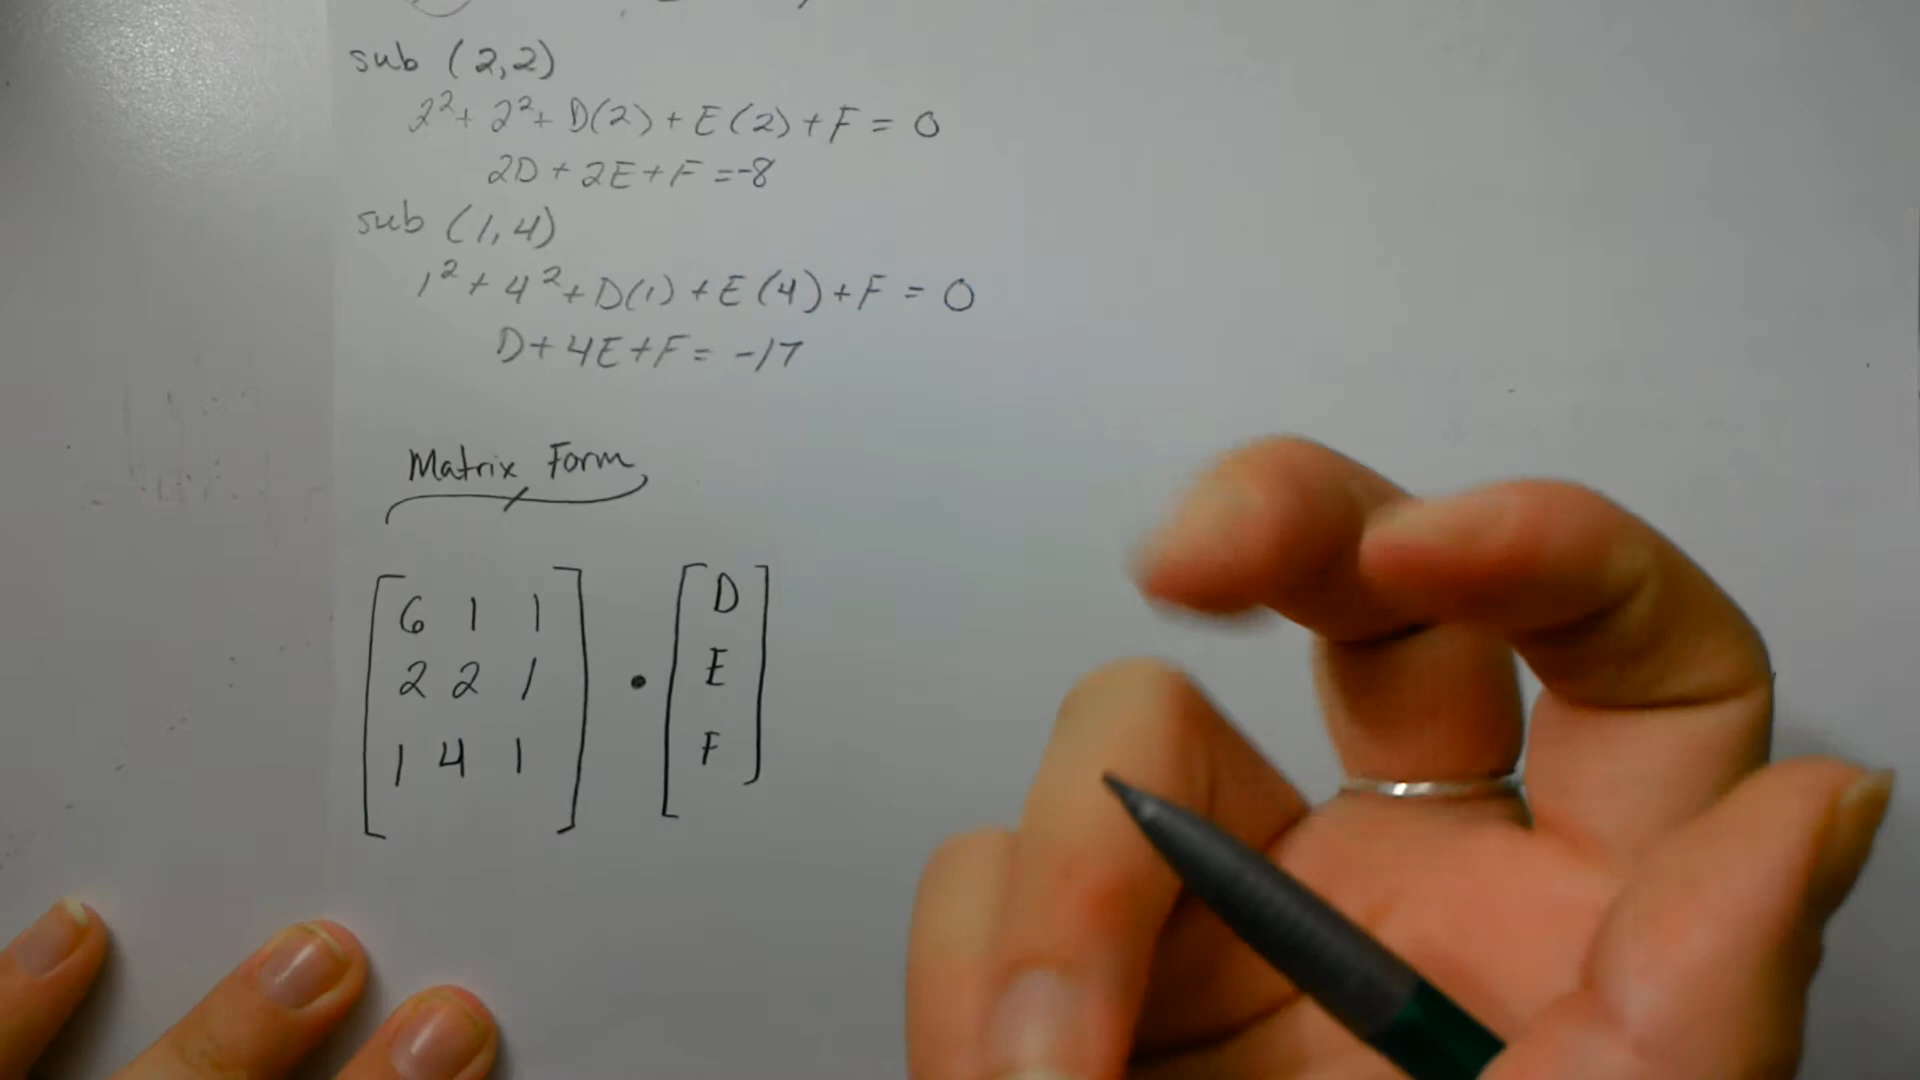 sub (2,2)
2²+ 2²+ D(2) + E(2) + F = 0
2D + 2E + F = -8
sub (1,4)
1² + 4² + D(1) + E(4) + F = 0
D + 4E + F = -17
Matrix Form
6 1 1 D
2 2 1 • E
1 4 1 F